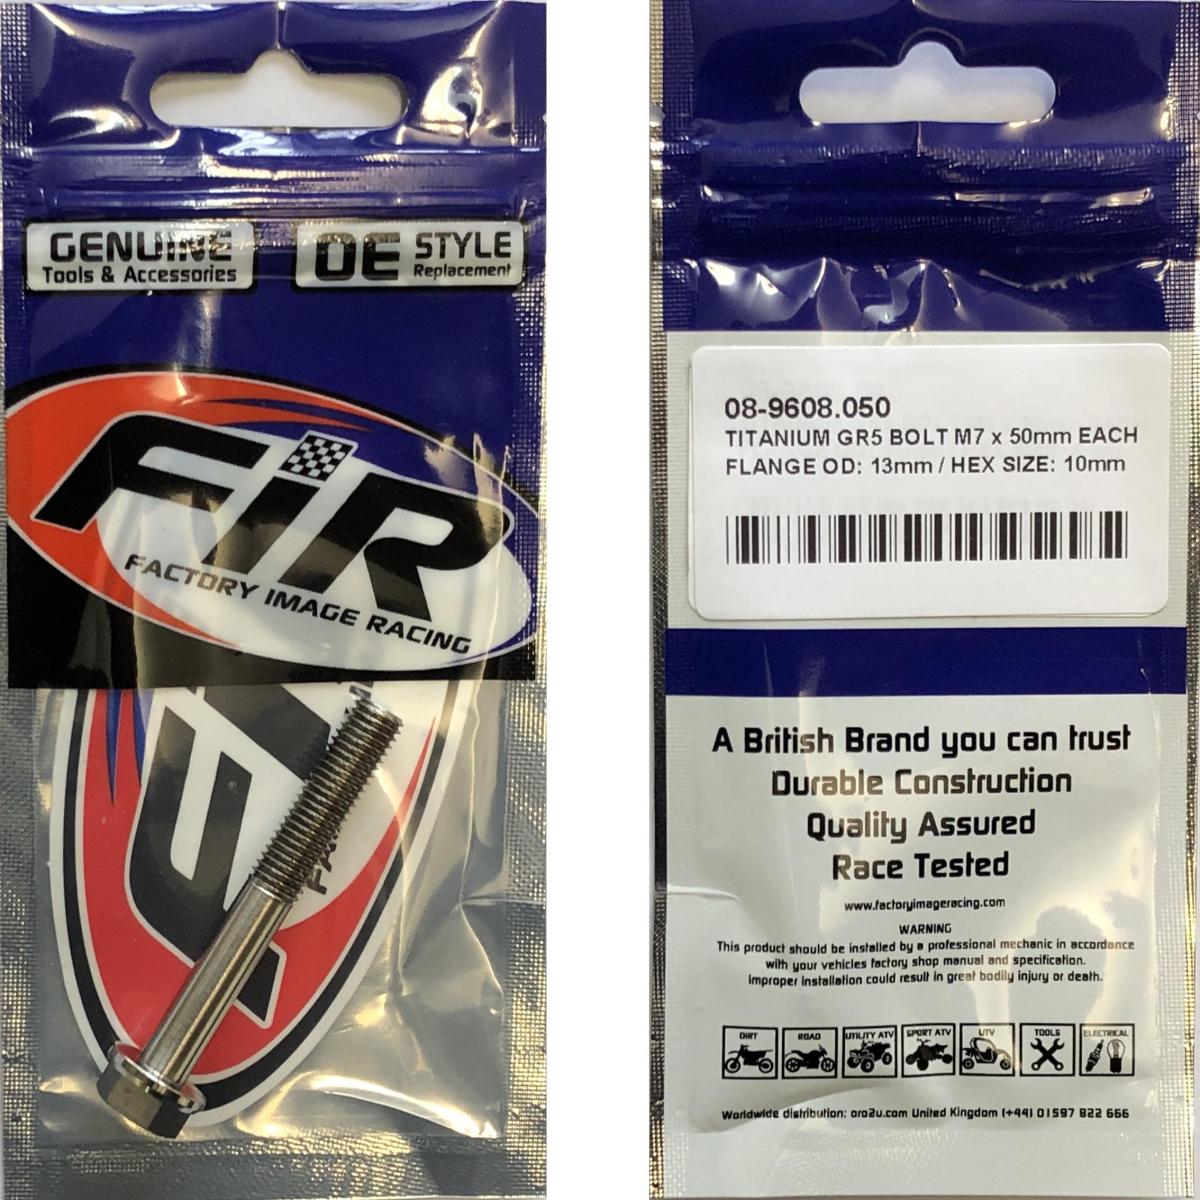 GENUINE
Tools & Accessories
OE STYLE
Replacement
FiR
FACTORY IMAGE RACING
08-9608.050
TITANIUM GR5 BOLT M7 x 50mm EACH
FLANGE OD: 13mm / HEX SIZE: 10mm
A British Brand you can trust
Durable Construction
Quality Assured
Race Tested
www.factoryimageracing.com
WARNING
This product should be installed by a professional mechanic in accordance
with your vehicles factory shop manual and specification.
Improper installation could result in great bodily injury or death.
DIRT ROAD UTILITY ATV SPORT ATV UTV TOOLS ELECTRICAL
Worldwide distribution: oro2u.com United Kingdom (+44) 01597 822 666